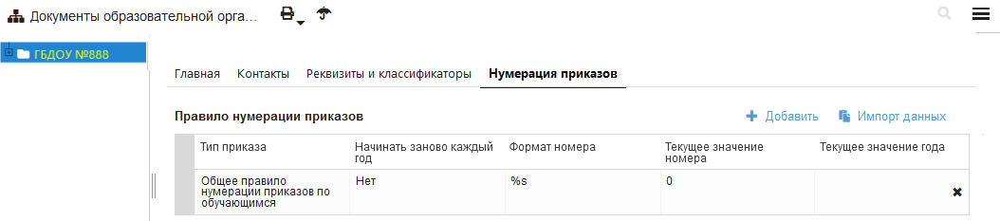 Документы образовательной орга...
ГБДОУ №888
Главная Контакты Реквизиты и классификаторы Нумерация приказов
Правило нумерации приказов Добавить Импорт данных
Тип приказа Начинать заново каждый год Формат номера Текущее значение номера Текущее значение года
Общее правило нумерации приказов по обучающимся Нет %s 0